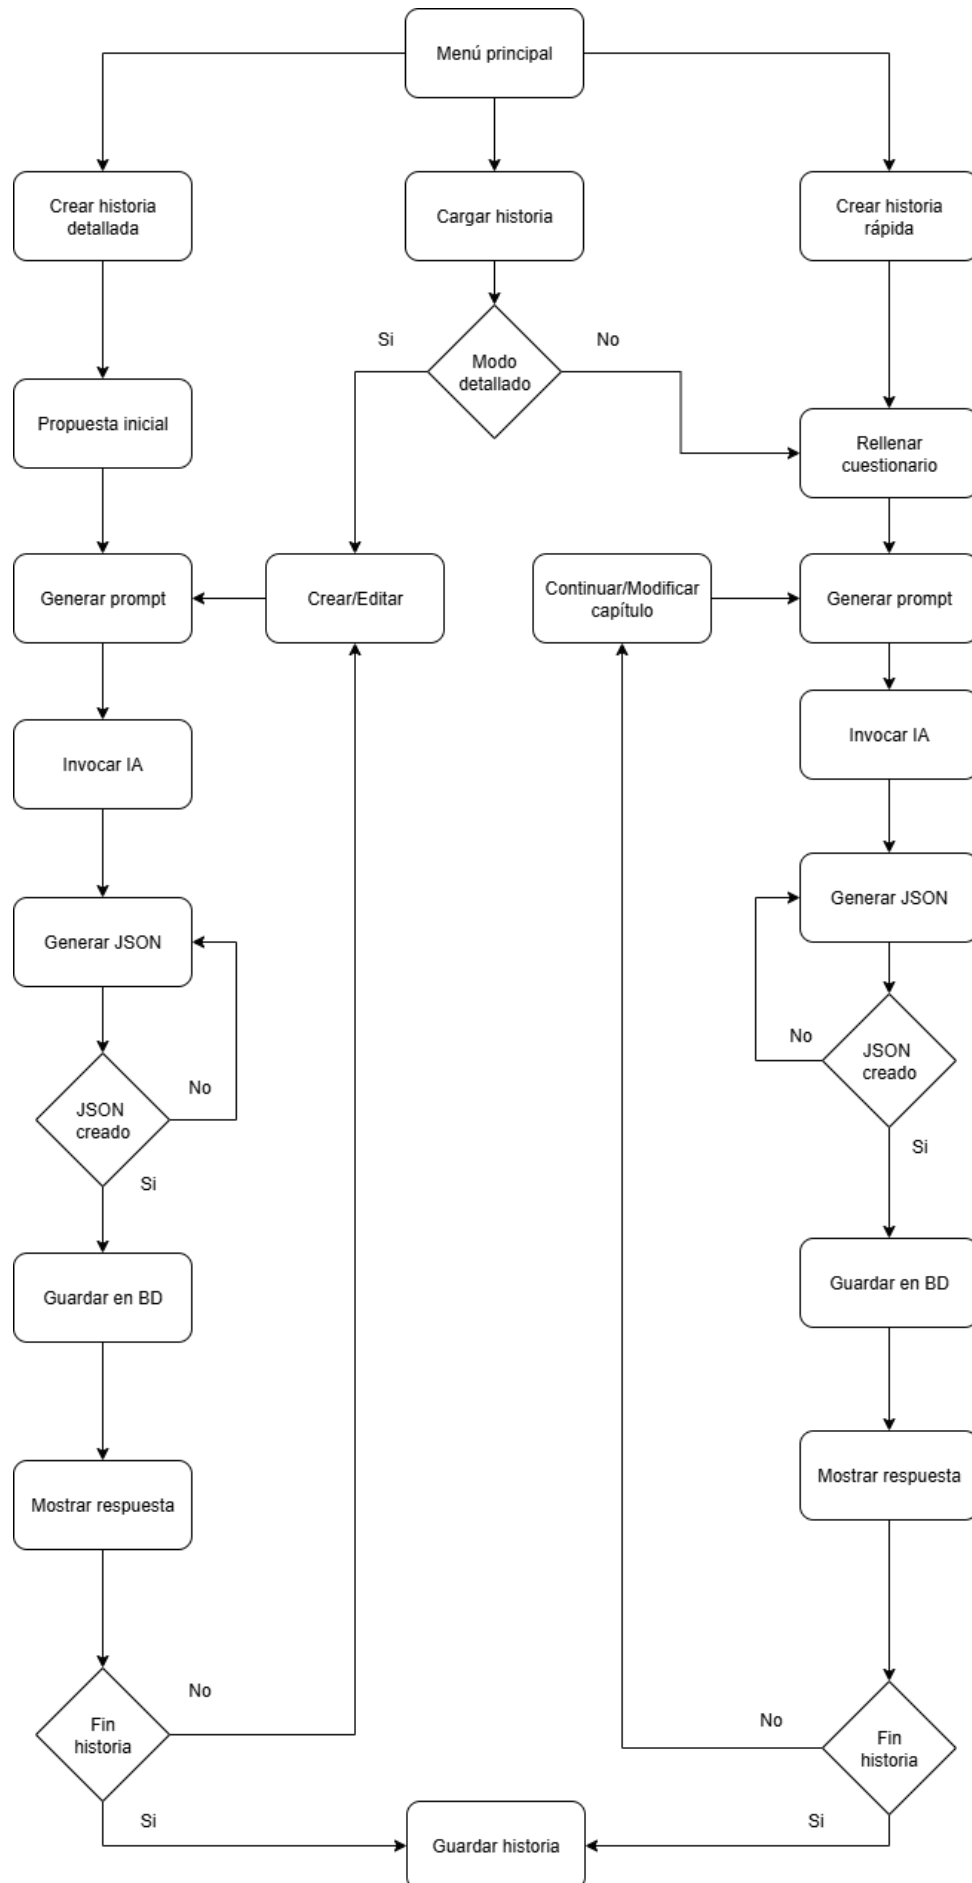 Menú principal
Crear historia
detallada
Cargar historia
Crear historia
rápida
Si
No
Modo
detallado
Propuesta inicial
Rellenar
cuestionario
Generar prompt
Crear/Editar
Continuar/Modificar
capítulo
Generar prompt
Invocar IA
Invocar IA
Generar JSON
Generar JSON
No
JSON
creado
No
JSON
creado
Si
Si
Guardar en BD
Guardar en BD
Mostrar respuesta
Mostrar respuesta
No
No
Fin
historia
Fin
historia
Si
Si
Guardar historia